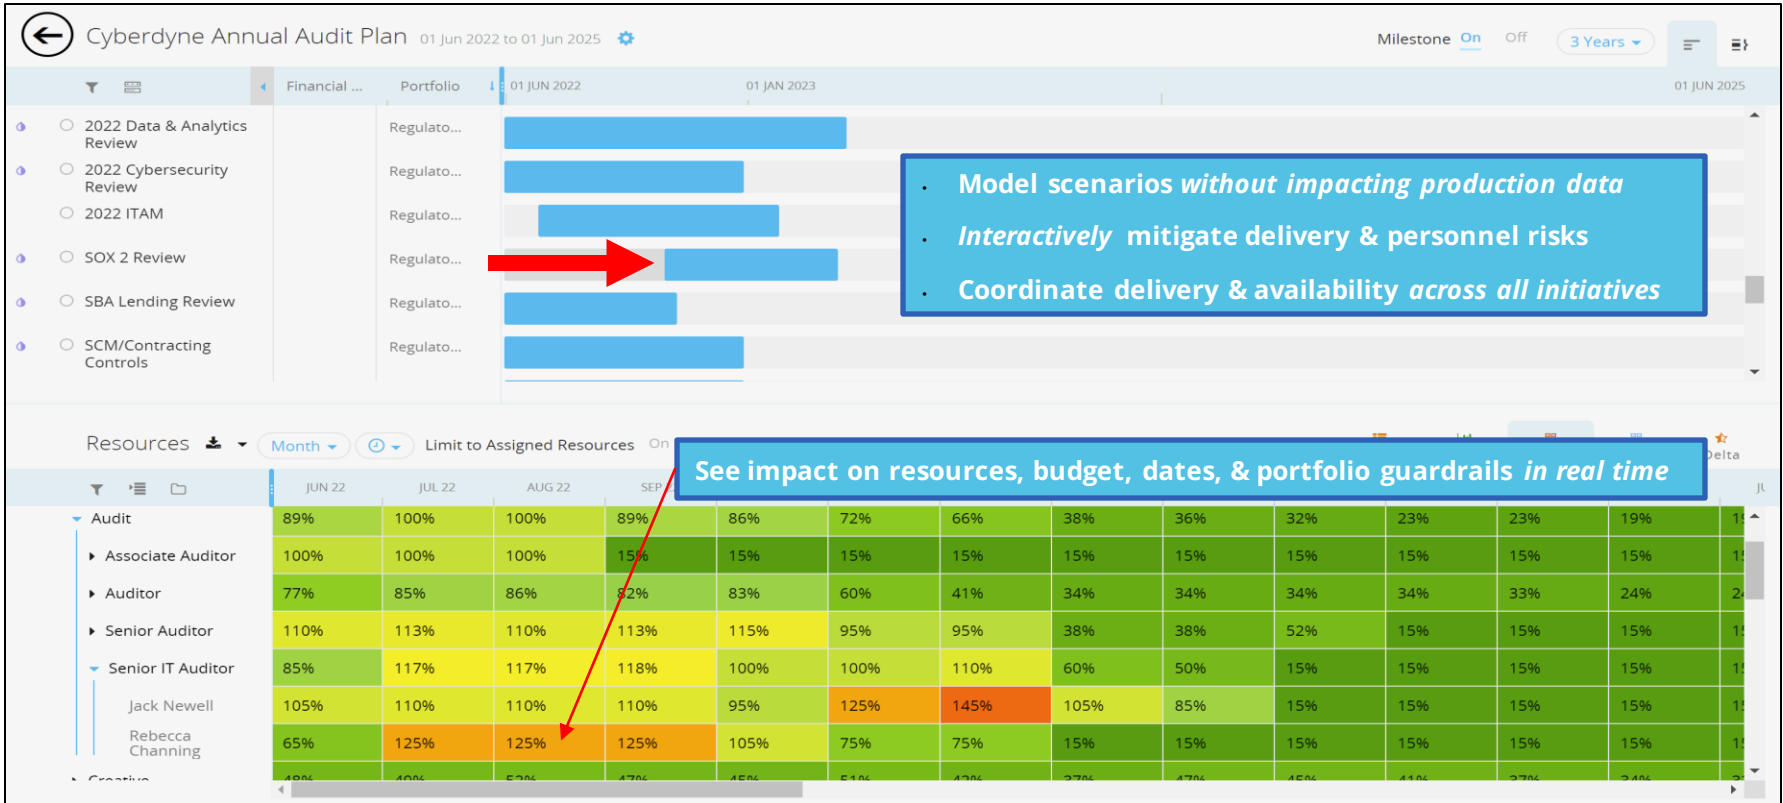 Cyberdyne Annual Audit Plan 01 Jun 2022 to 01 Jun 2025
Milestone On Off 3 Years
Financial ... Portfolio 01 JUN 2022 01 JAN 2023 01 JUN 2025
2022 Data & Analytics
Review
Regulato...
2022 Cybersecurity
Review
Regulato...
2022 ITAM Regulato...
SOX 2 Review Regulato...
SBA Lending Review Regulato...
SCM/Contracting
Controls
Regulato...
· Model scenarios without impacting production data
· Interactively mitigate delivery & personnel risks
· Coordinate delivery & availability across all initiatives
Resources Month Limit to Assigned Resources On
See impact on resources, budget, dates, & portfolio guardrails in real time
JUN 22 JUL 22 AUG 22 SEP
Audit 89% 100% 100% 89% 86% 72% 66% 38% 36% 32% 23% 23% 19%
Associate Auditor 100% 100% 100% 15% 15% 15% 15% 15% 15% 15% 15% 15% 15%
Auditor 77% 85% 86% 82% 83% 60% 41% 34% 34% 34% 34% 33% 24%
Senior Auditor 110% 113% 110% 113% 115% 95% 95% 38% 38% 52% 15% 15% 15%
Senior IT Auditor 85% 117% 117% 118% 100% 100% 110% 60% 50% 15% 15% 15% 15%
Jack Newell 105% 110% 110% 110% 95% 125% 145% 105% 85% 15% 15% 15% 15%
Rebecca
Channing
65% 125% 125% 125% 105% 75% 75% 15% 15% 15% 15% 15% 15%